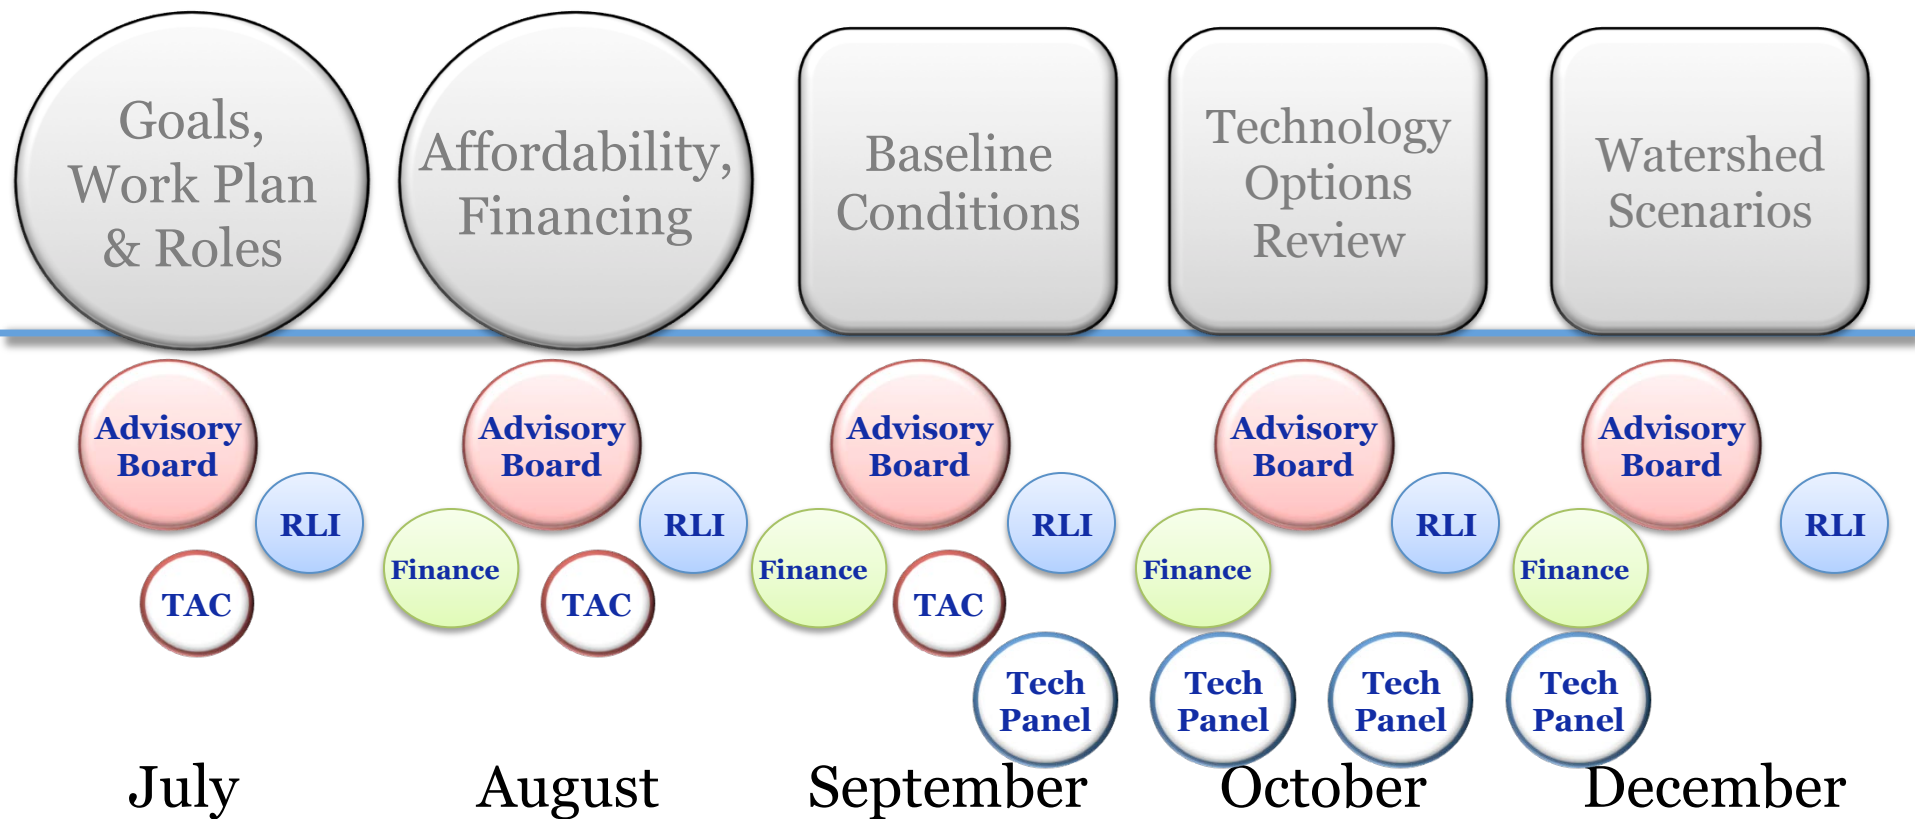 Goals,
Work Plan
& Roles
Affordability,
Financing
Baseline
Conditions
Technology
Options
Review
Watershed
Scenarios
Advisory
Board
RLI
TAC
Advisory
Board
RLI
Finance
TAC
Advisory
Board
RLI
Finance
TAC
Tech
Panel
Advisory
Board
RLI
Finance
Tech
Panel
Tech
Panel
Advisory
Board
RLI
Finance
Tech
Panel
July
August
September
October
December